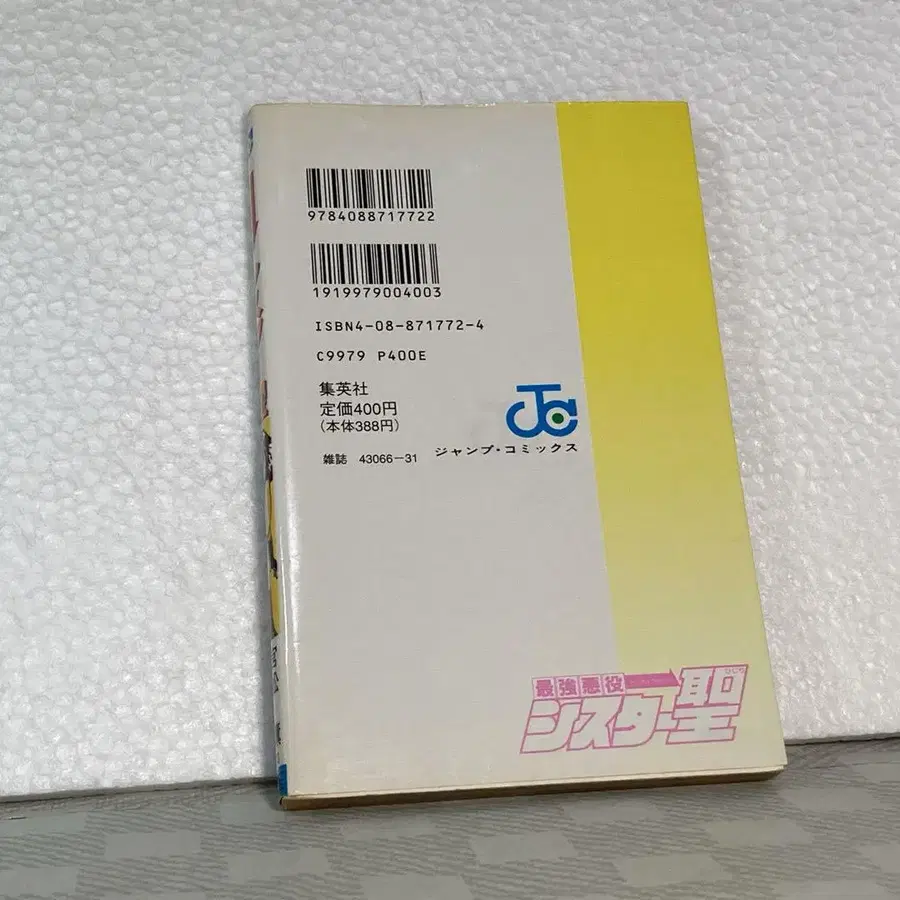 9784088717722
1919979004003
ISBN4-08-871772-4
C9979 P400E
集英社
定価400円
(本体388円)
雑誌 43066-31
ジャンプ・コミックス
最強悪役
シスター聖